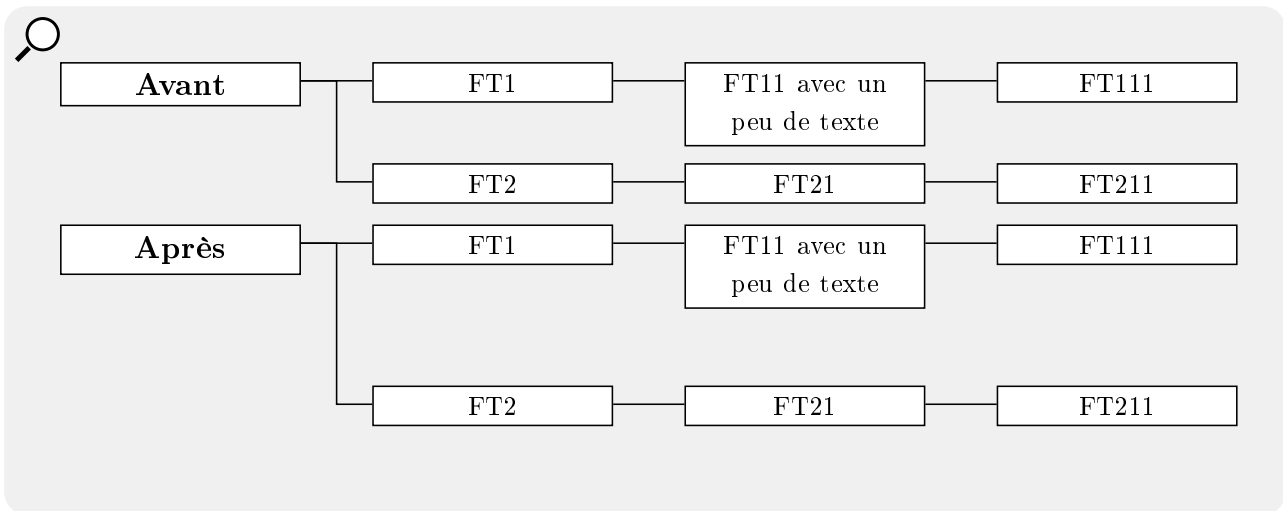 Avant
FT1
FT11 avec un
peu de texte
FT111
FT2
FT21
FT211
Après
FT1
FT11 avec un
peu de texte
FT111
FT2
FT21
FT211